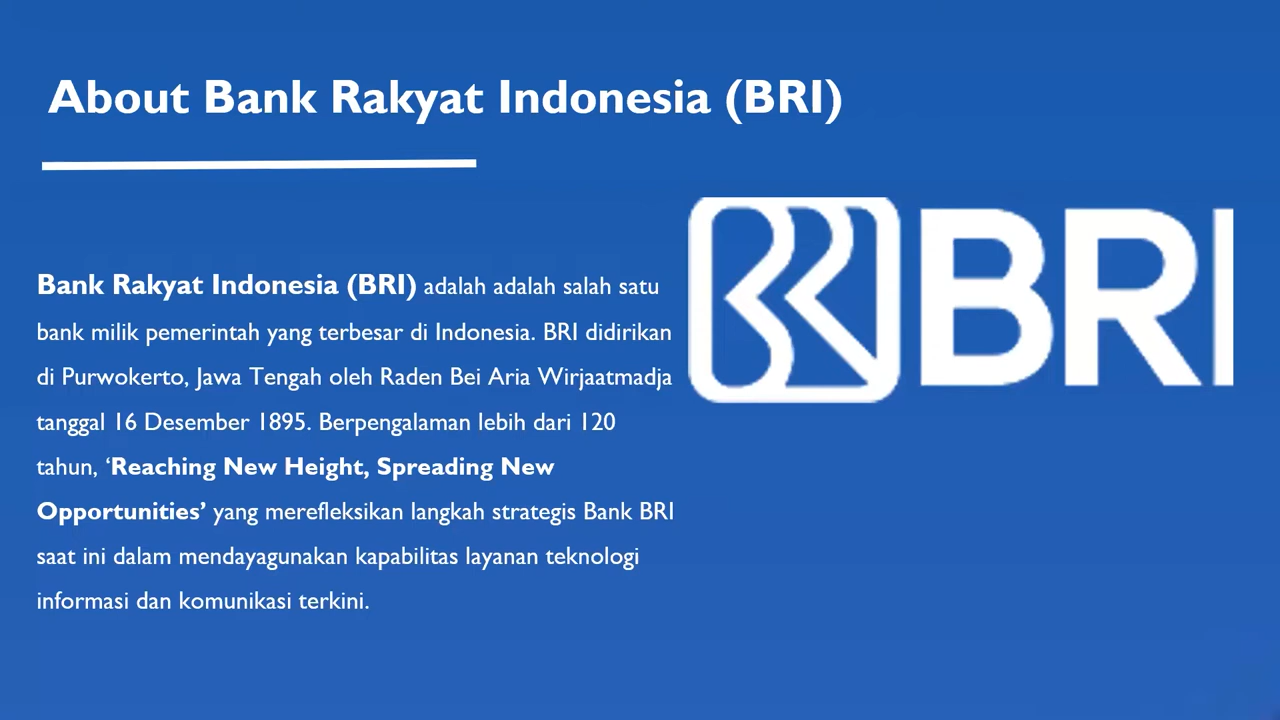 About Bank Rakyat Indonesia (BRI)
BRI
Bank Rakyat Indonesia (BRI) adalah adalah salah satu
bank milik pemerintah yang terbesar di Indonesia. BRI didirikan
di Purwokerto, Jawa Tengah oleh Raden Bei Aria Wirjaatmadja
tanggal 16 Desember 1895. Berpengalaman lebih dari 120
tahun, ‘Reaching New Height, Spreading New
Opportunities’ yang merefleksikan langkah strategis Bank BRI
saat ini dalam mendayagunakan kapabilitas layanan teknologi
informasi dan komunikasi terkini.